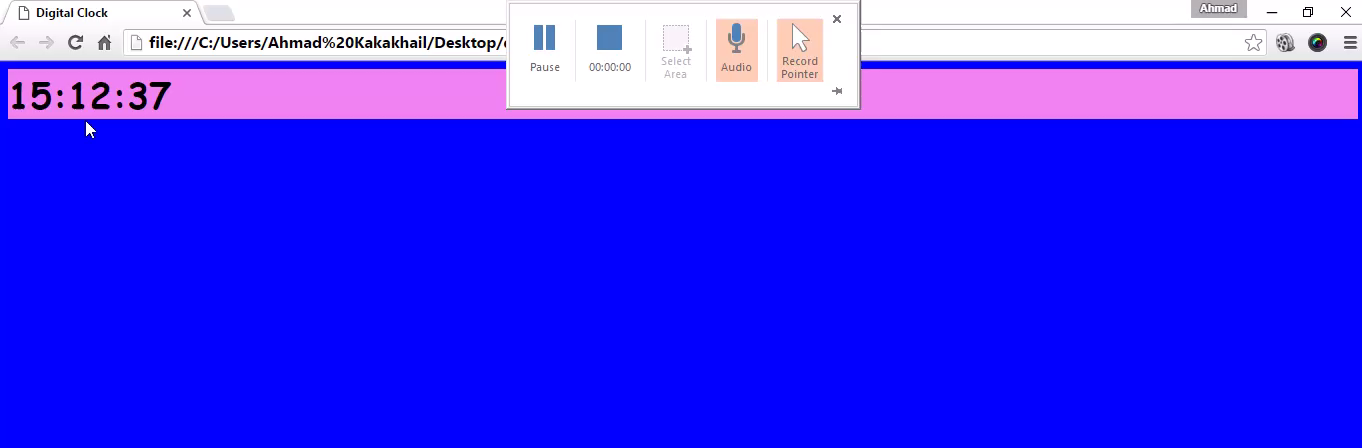 Digital Clock
Ahmad
file:///C:/Users/Ahmad%20Kakakhail/Desktop/
Pause
00:00:00
Select
Area
Audio
Record
Pointer
15:12:37